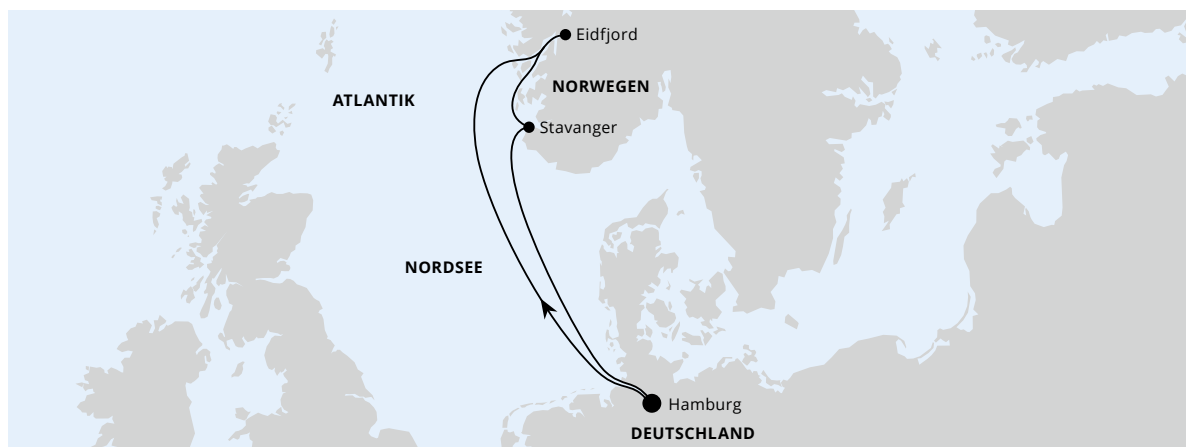 Eidfjord
NORWEGEN
ATLANTIK
Stavanger
NORDSEE
Hamburg
DEUTSCHLAND